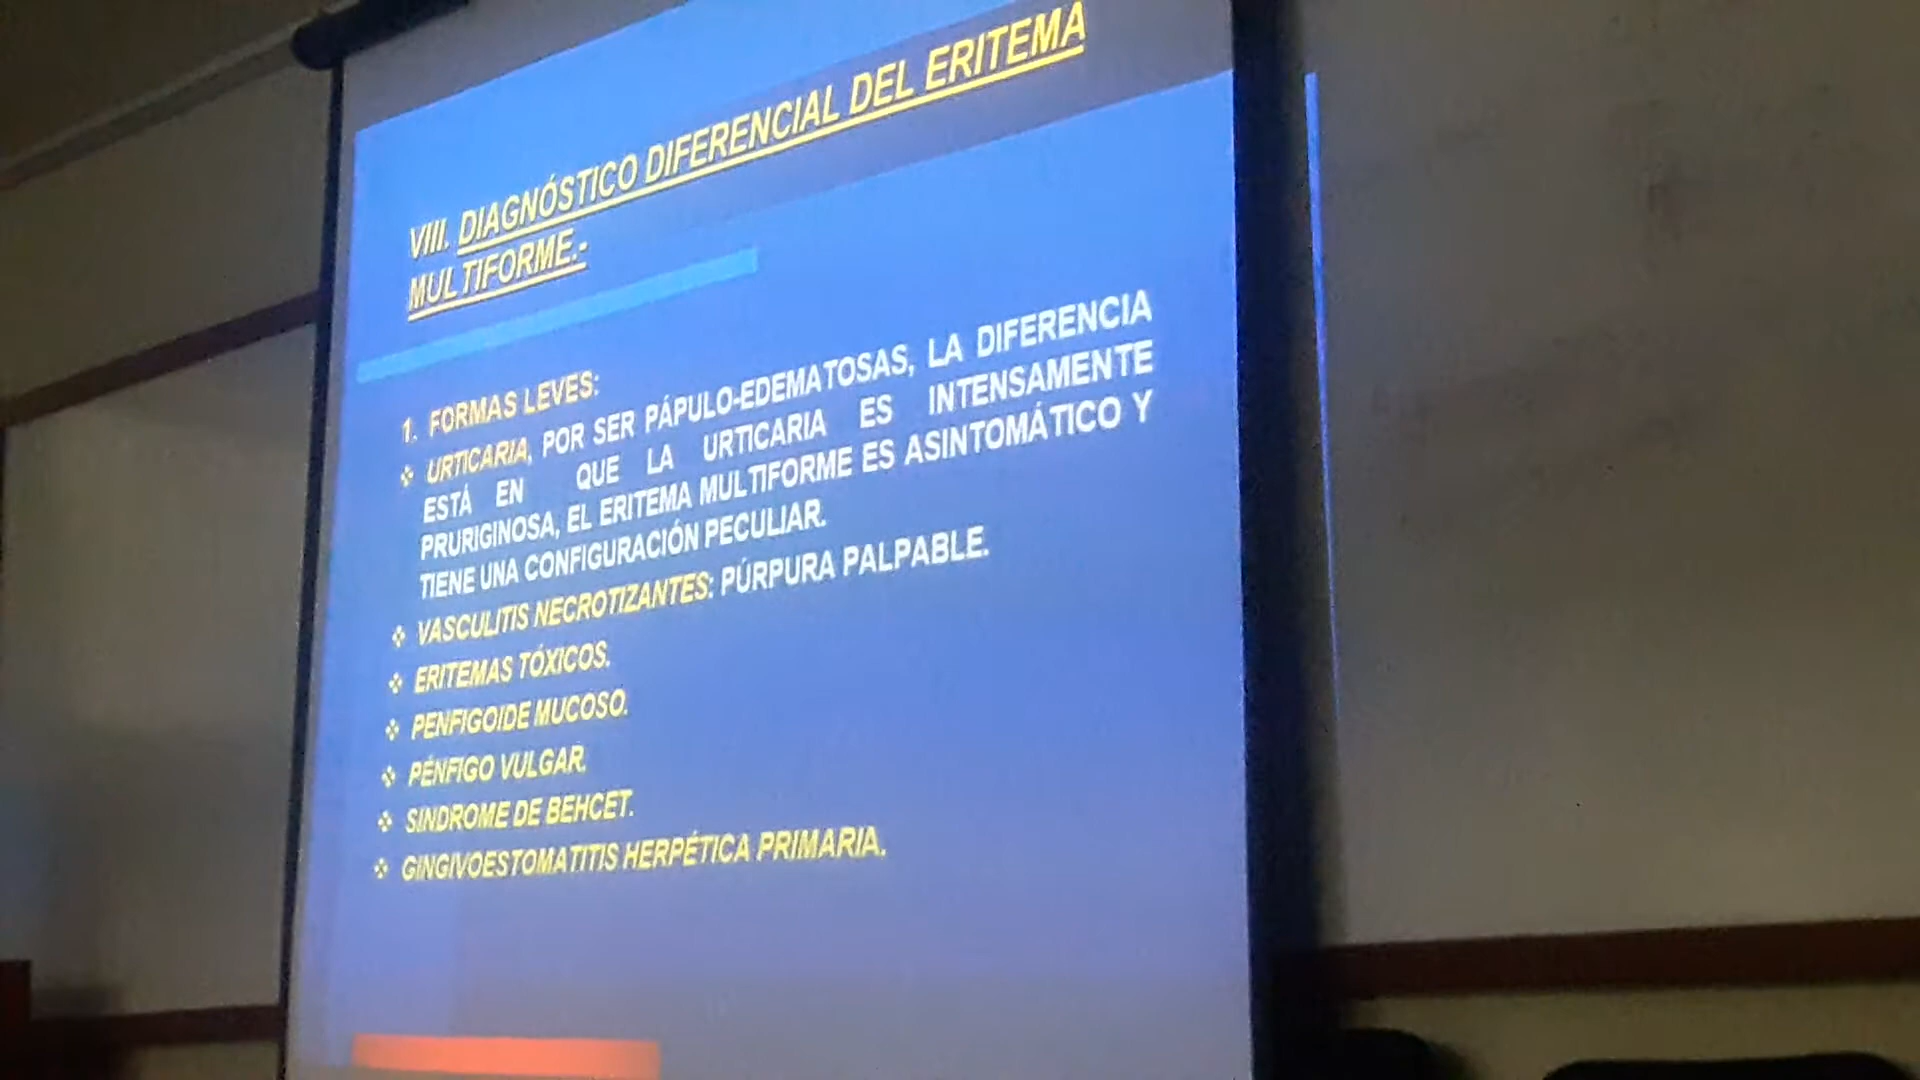 VIII. DIAGNÓSTICO DIFERENCIAL DEL ERITEMA
MULTIFORME.-
1. FORMAS LEVES:
❖ URTICARIA, POR SER PÁPULO-EDEMATOSAS, LA DIFERENCIA
ESTÁ EN QUE LA URTICARIA ES INTENSAMENTE
PRURIGINOSA, EL ERITEMA MULTIFORME ES ASINTOMÁTICO Y
TIENE UNA CONFIGURACIÓN PECULIAR.
❖ VASCULITIS NECROTIZANTES: PÚRPURA PALPABLE.
❖ ERITEMAS TÓXICOS.
❖ PENFIGOIDE MUCOSO.
❖ PÉNFIGO VULGAR.
❖ SINDROME DE BEHCET.
❖ GINGIVOESTOMATITIS HERPÉTICA PRIMARIA.